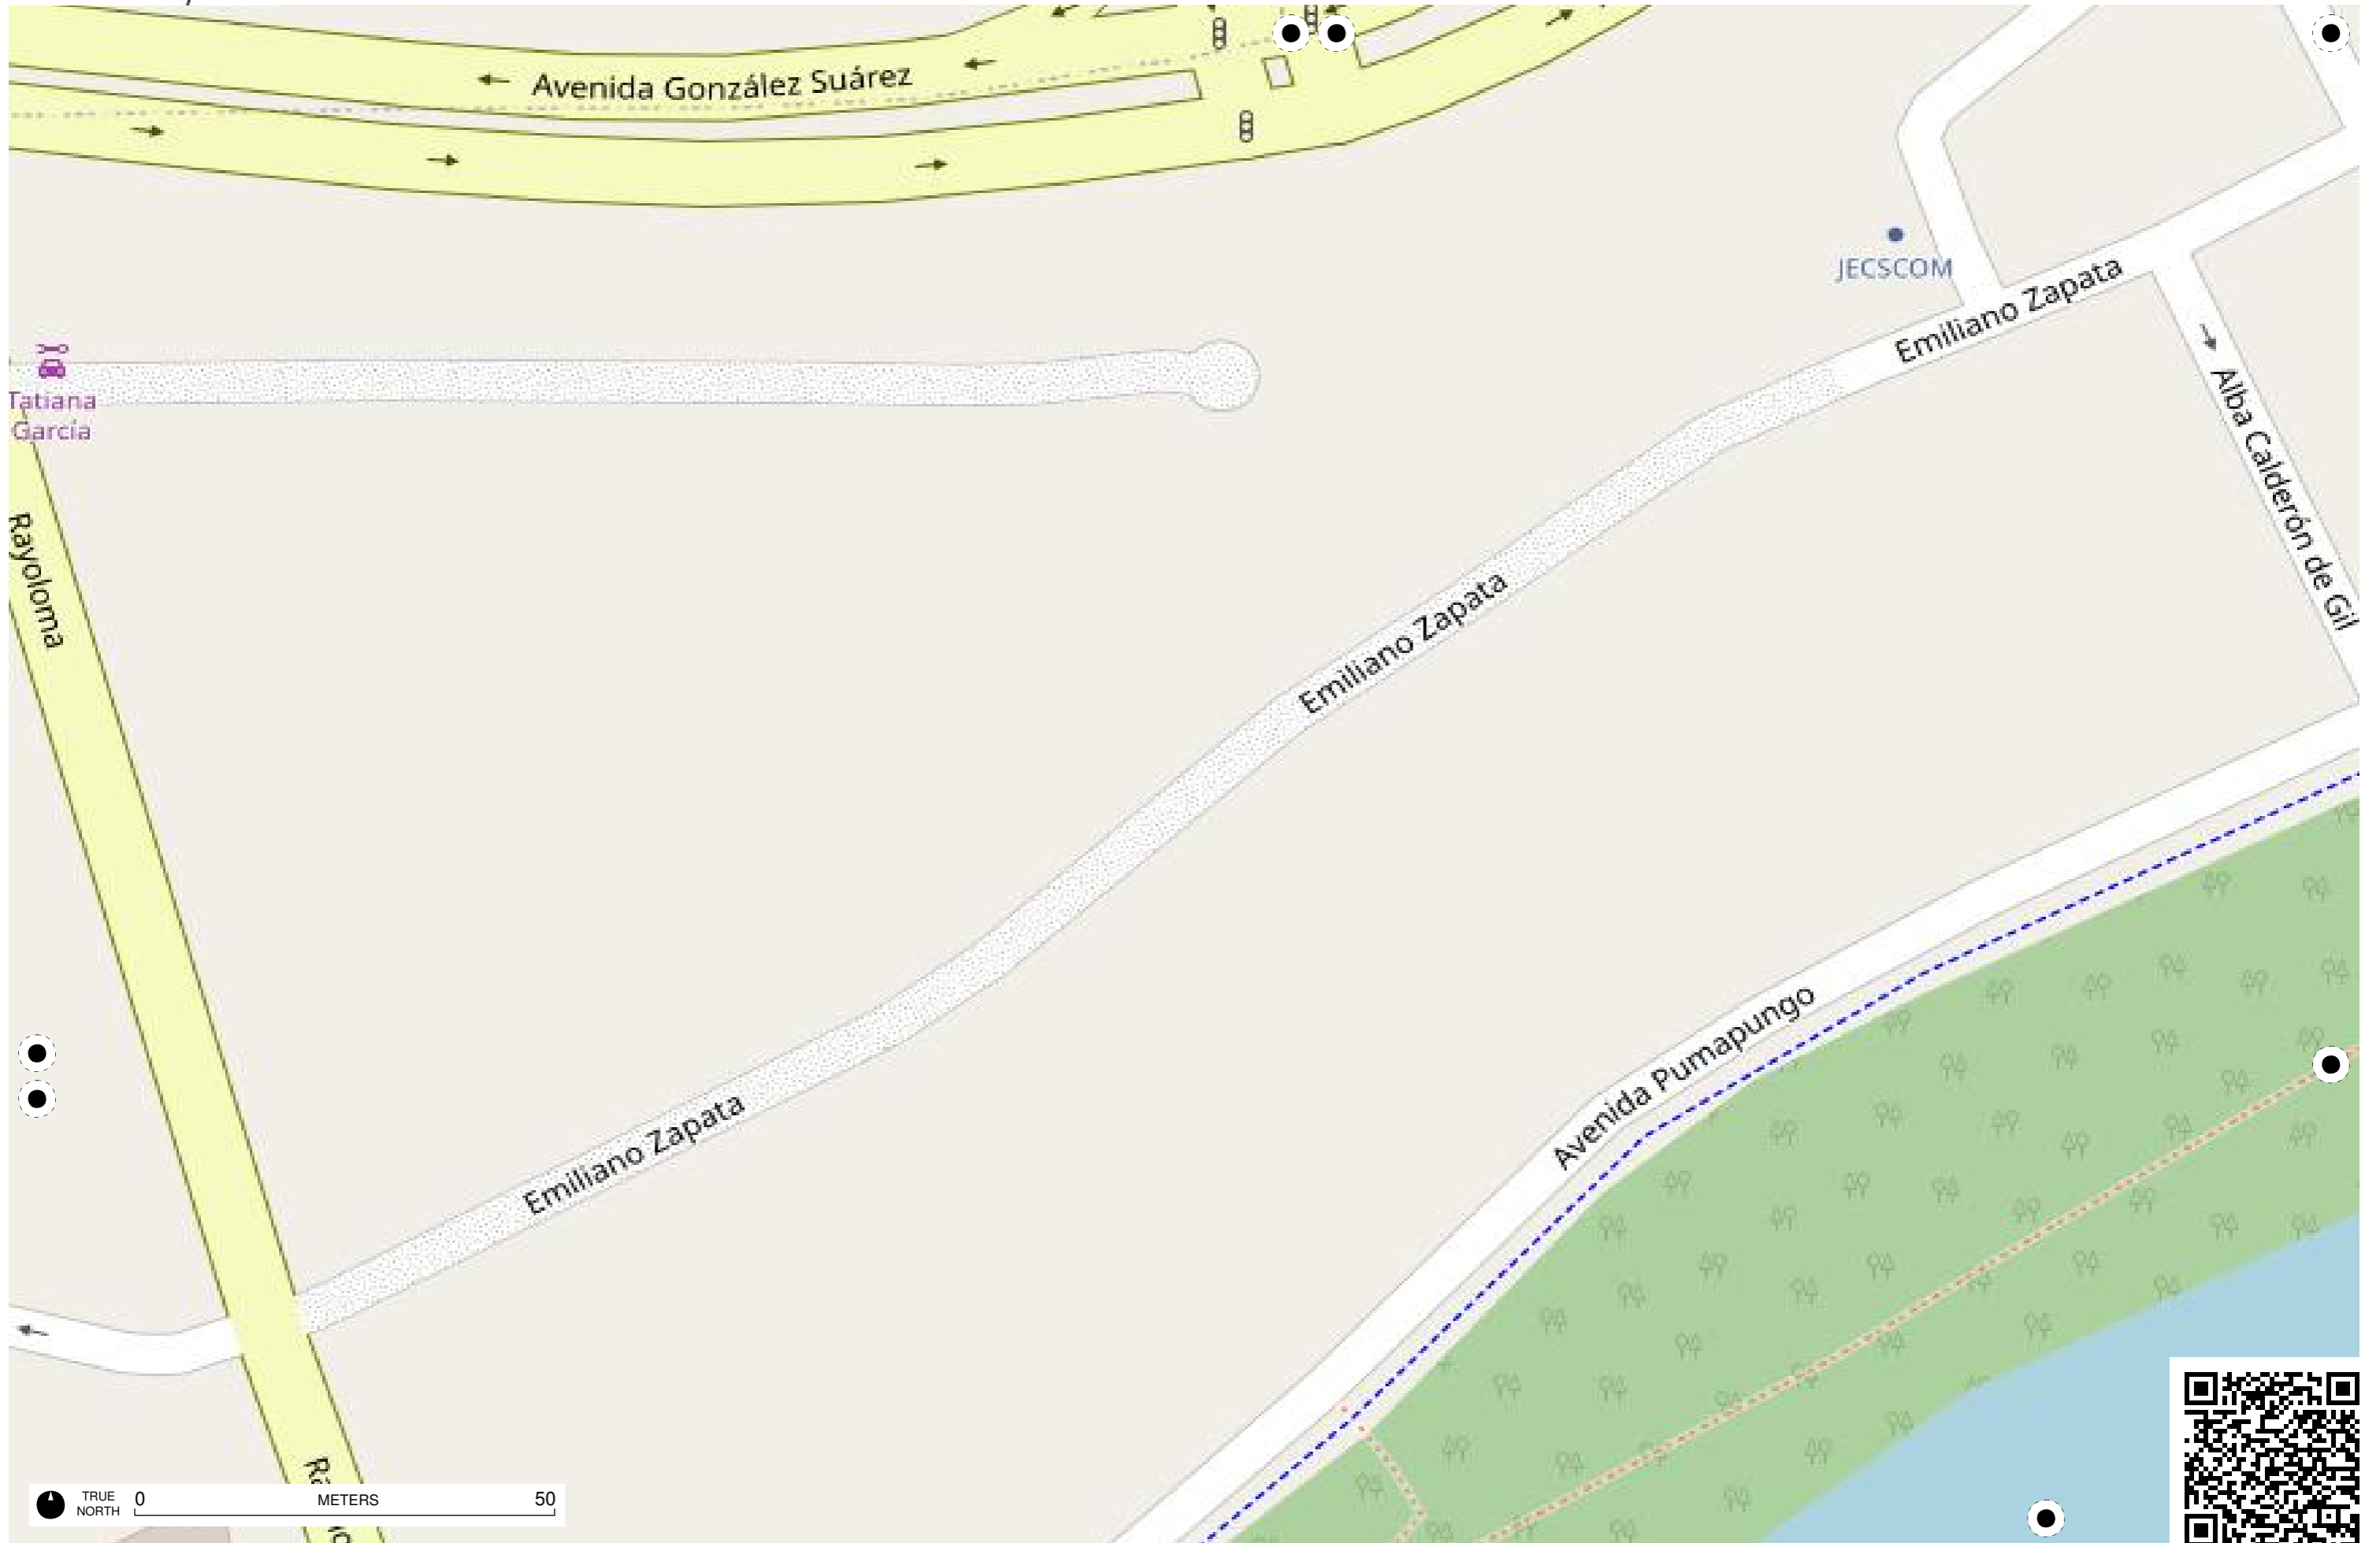 Avenida González Suárez
JECSCOM
Emiliano Zapata
Tatiana
García
Alba Calderón de Gil
Rayoloma
Emiliano Zapata
Avenida Pumapungo
Emiliano Zapata
TRUE
NORTH
0 METERS 50